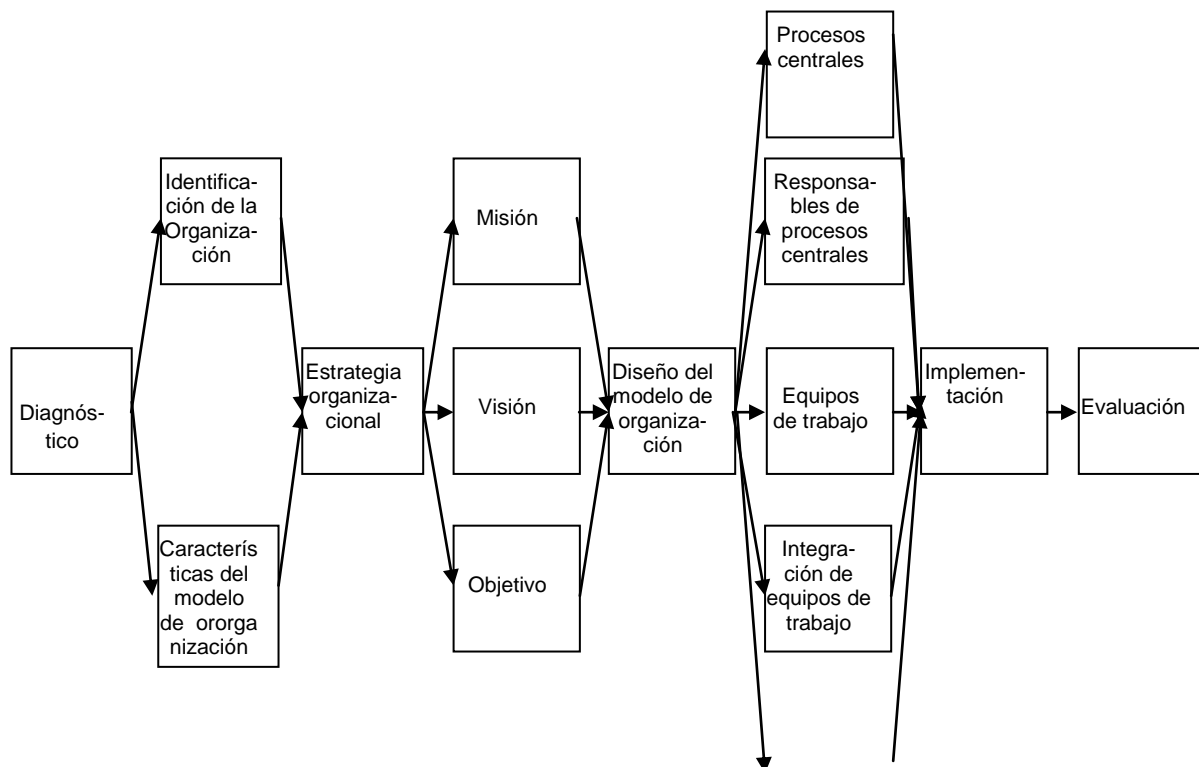 Procesos
centrales
Identifica-
ción de la
Organiza-
ción
Misión
Responsa-
bles de
procesos
centrales
Diagnós-
tico
Estrategia
organiza-
cional
Visión
Diseño del
modelo de
organiza-
ción
Equipos
de trabajo
Implemen-
tación
Evaluación
Caracterís
ticas del
modelo
de ororga
nización
Objetivo
Integra-
ción de
equipos de
trabajo